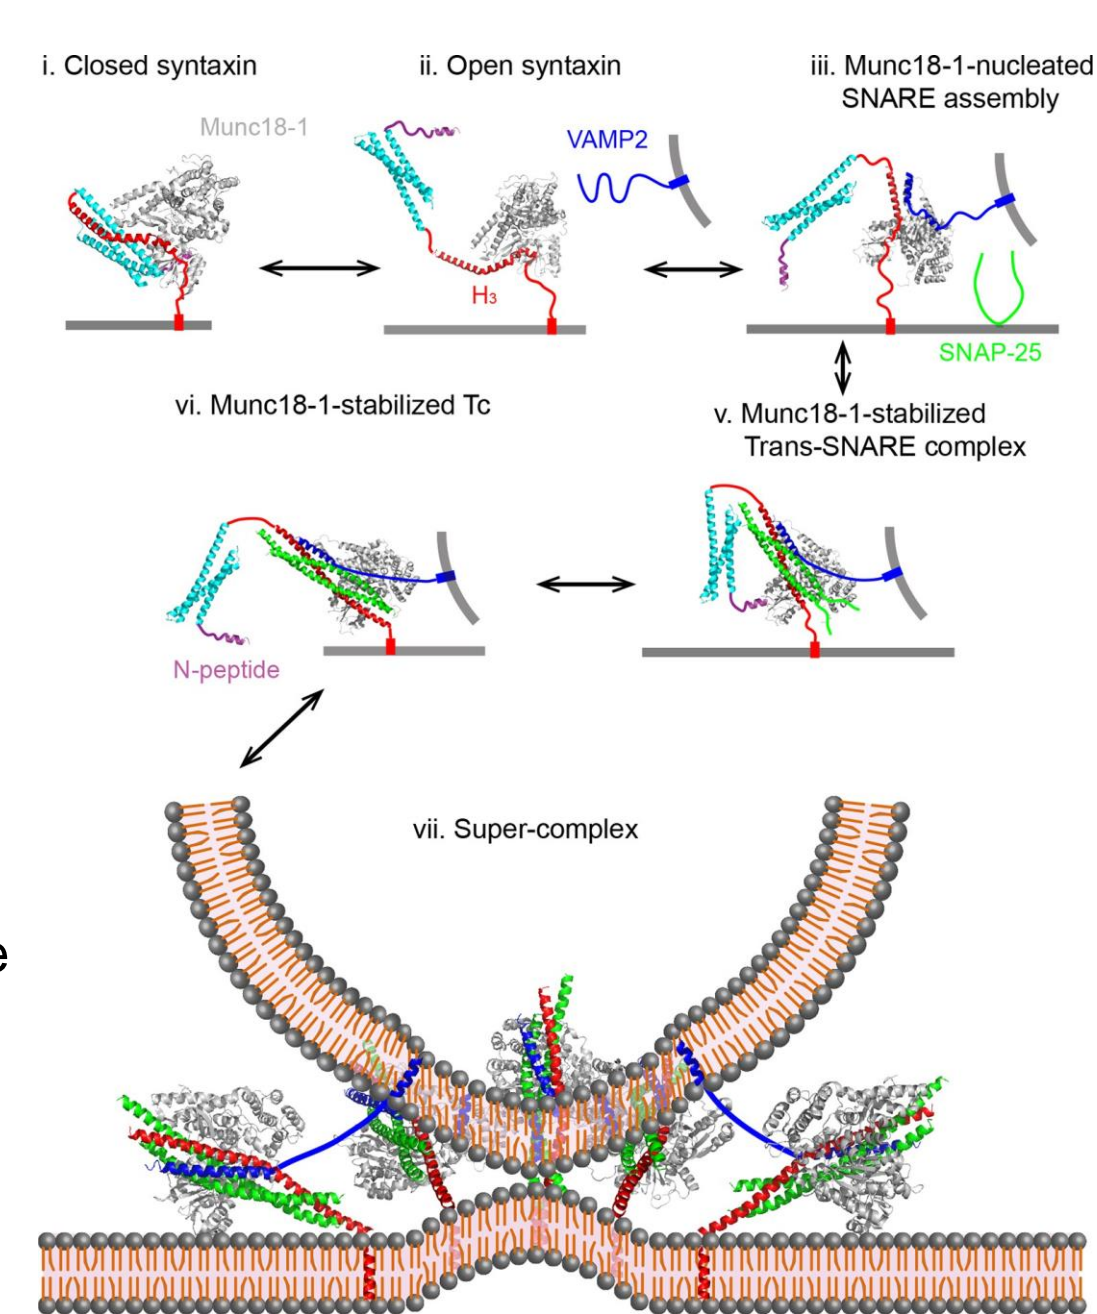 i. Closed syntaxin
ii. Open syntaxin
iii. Munc18-1-nucleated
SNARE assembly
Munc18-1
VAMP2
H₃
SNAP-25
vi. Munc18-1-stabilized Tc
v. Munc18-1-stabilized
Trans-SNARE complex
N-peptide
vii. Super-complex
e